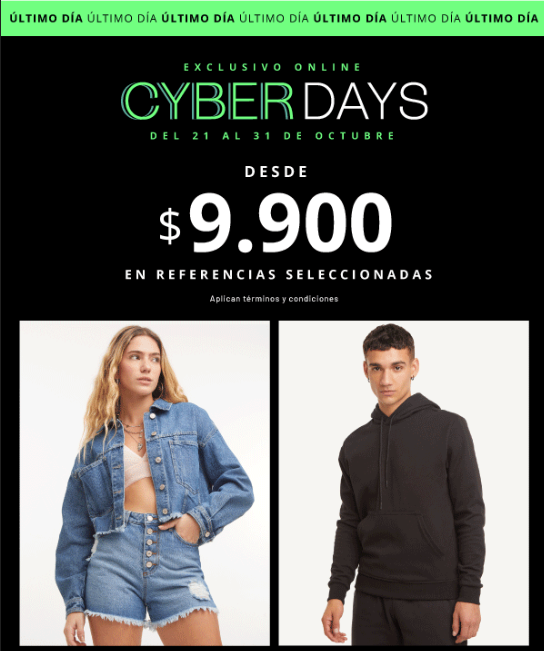 ÚLTIMO DÍA ÚLTIMO DÍA ÚLTIMO DÍA ÚLTIMO DÍA ÚLTIMO DÍA ÚLTIMO DÍA ÚLTIMO DÍA
EXCLUSIVO ONLINE
CYBER DAYS
DEL 21 AL 31 DE OCTUBRE
DESDE
$9.900
EN REFERENCIAS SELECCIONADAS
Aplican términos y condiciones